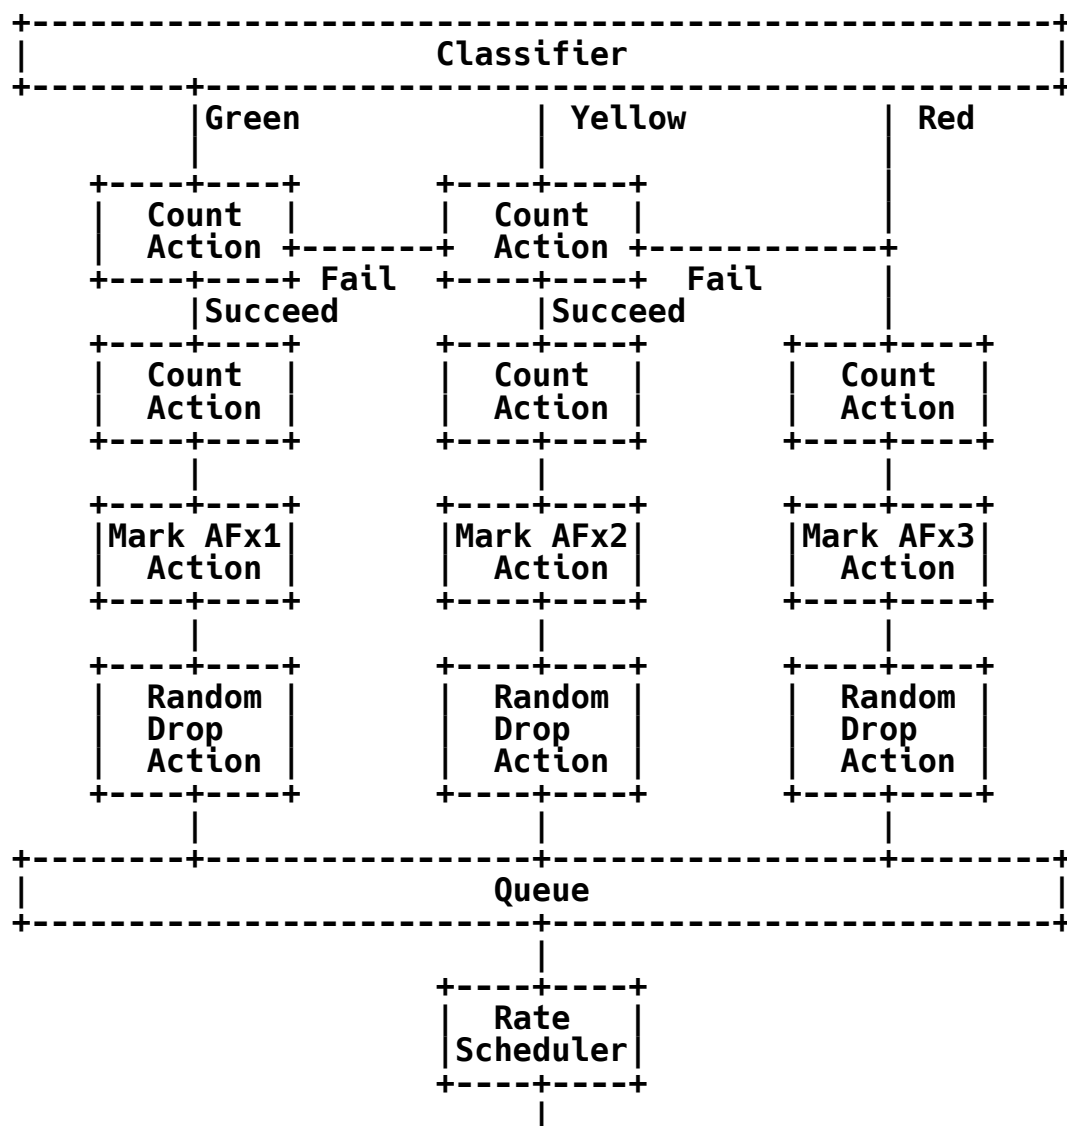 Classifier
Green Yellow Red
Count Count
Action Action
Fail Fail
Succeed Succeed
Count Count Count
Action Action Action
Mark AFx1 Mark AFx2 Mark AFx3
Action Action Action
Random Random Random
Drop Drop Drop
Action Action Action
Queue
Rate
Scheduler